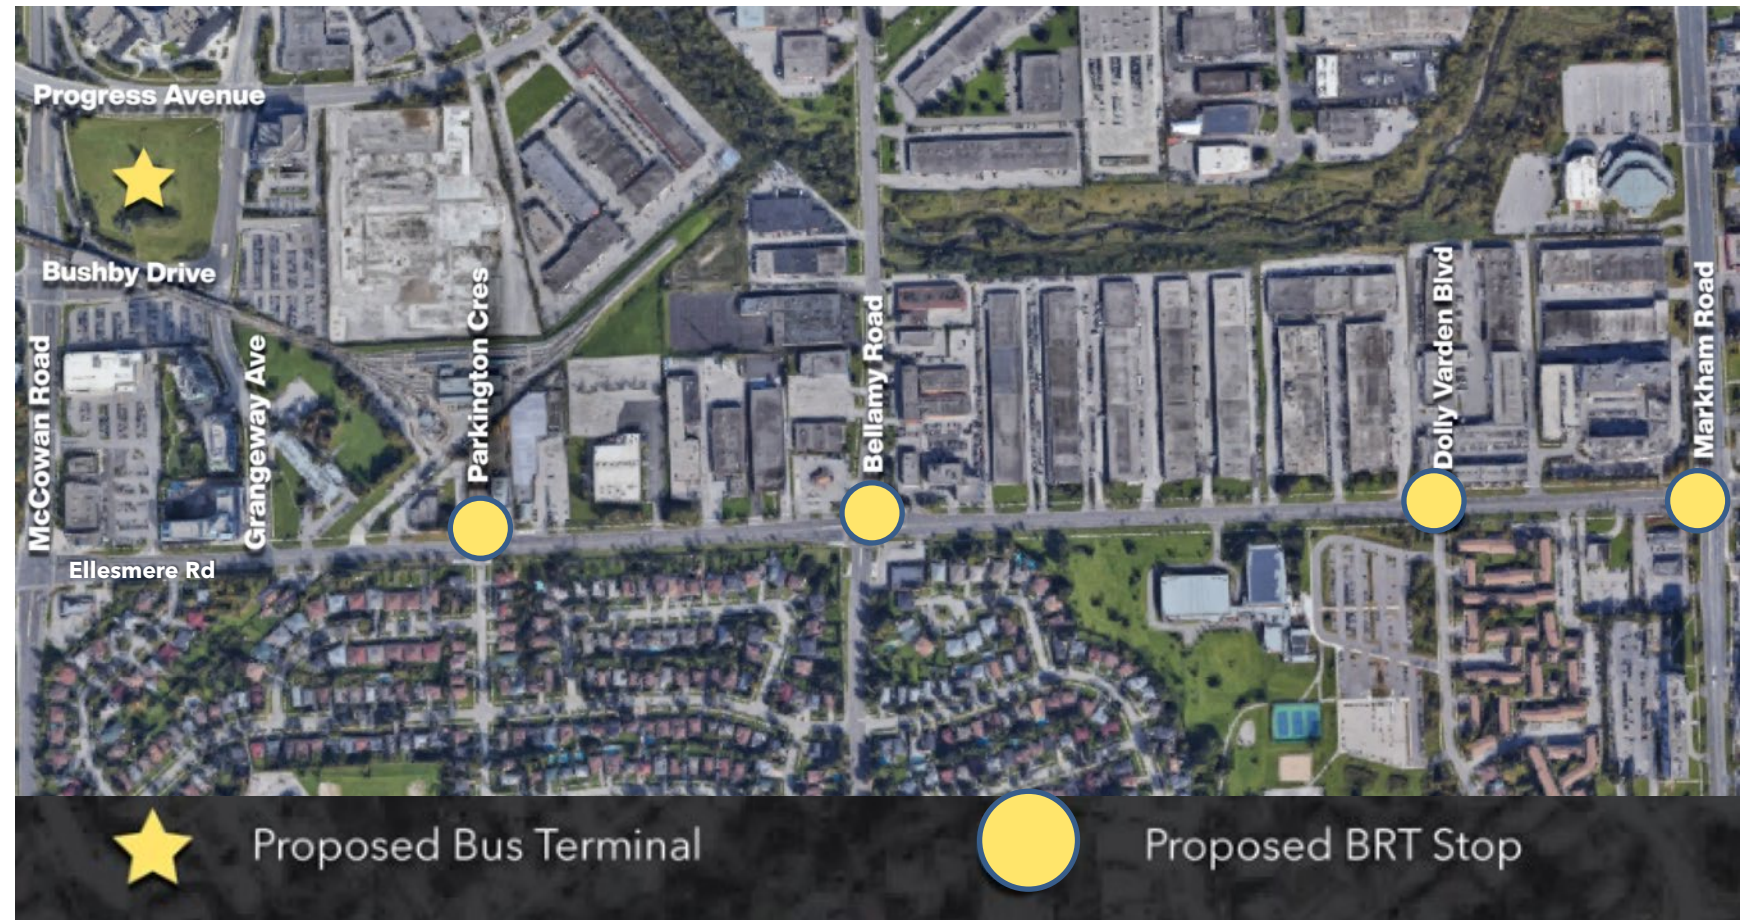 Progress Avenue
Bushby Drive
McCowan Road
Grangeway Ave
Parkington Cres
Bellamy Road
Dolly Varden Blvd
Markham Road
Ellesmere Rd
Proposed Bus Terminal
Proposed BRT Stop